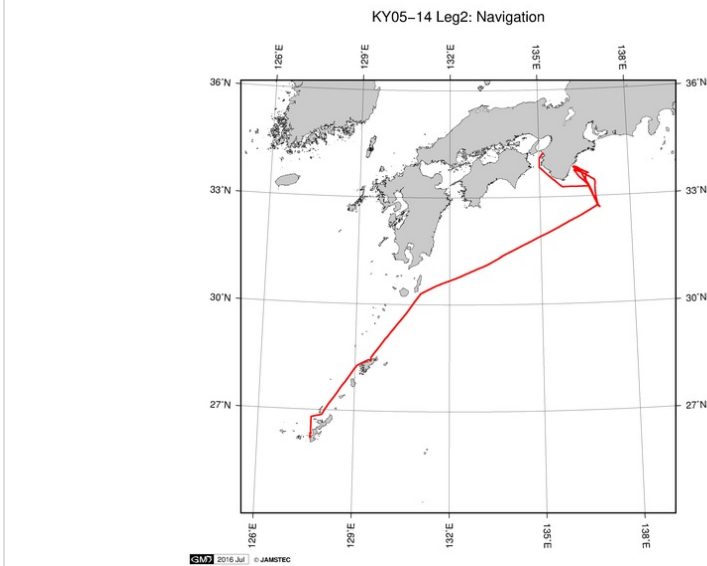 KY05−14 Leg2: Navigation
126˚E 129˚E 132˚E 135˚E 138˚E
36˚N 36˚N
33˚N 33˚N
30˚N 30˚N
27˚N 27˚N
126˚E 129˚E 132˚E 135˚E 138˚E
GMT 2016 Jul © JAMSTEC